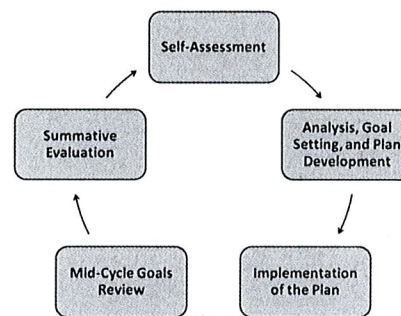 Self-Assessment
Summative
Evaluation
Analysis, Goal
Setting, and Plan
Development
Mid-Cycle Goals
Review
Implementation
of the Plan